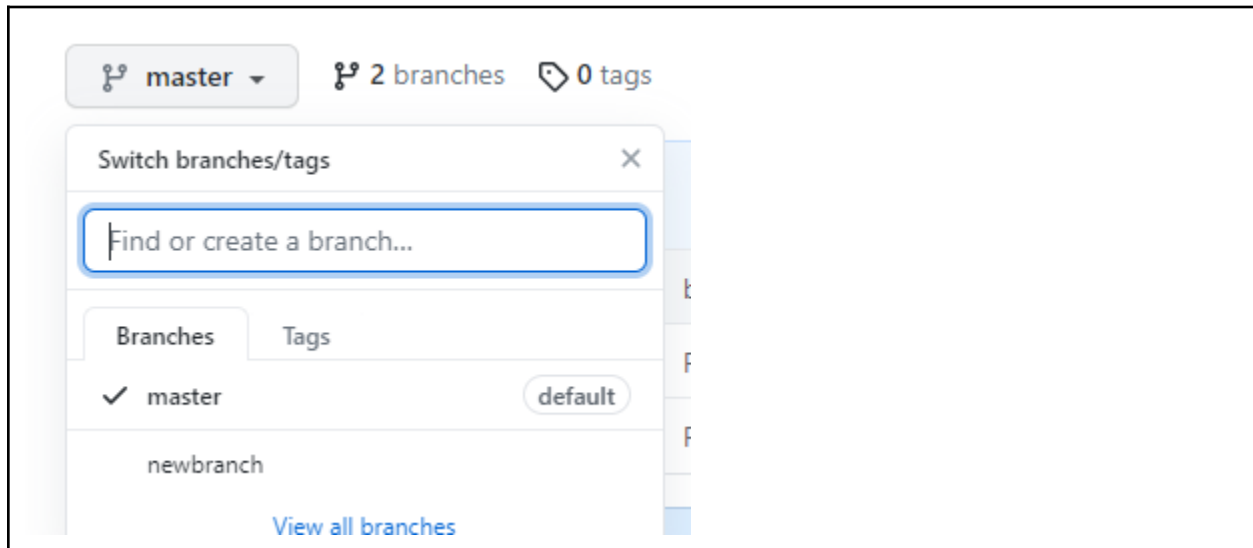 master 2 branches 0 tags
Switch branches/tags
Find or create a branch...
Branches Tags
master default
newbranch
View all branches